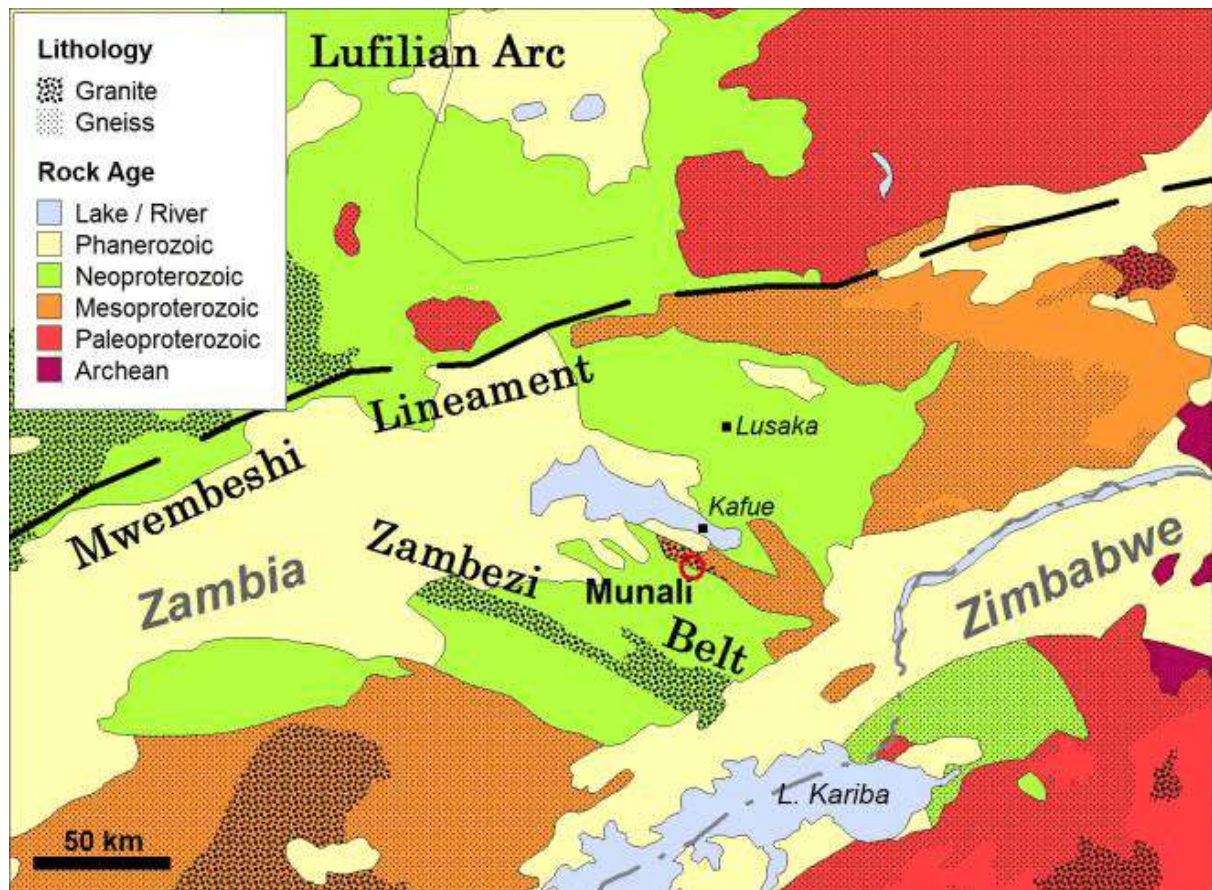 Lufilian Arc
Lithology
Granite
Gneiss
Rock Age
Lake / River
Phanerozoic
Neoproterozoic
Mesoproterozoic
Paleoproterozoic
Archean
Mwembeshi Lineament
Lusaka
Kafue
Zambia
Zambezi Belt
Munali
Zimbabwe
L. Kariba
50 km